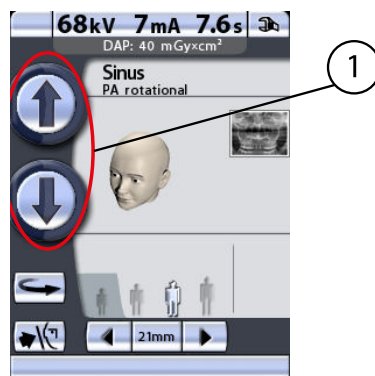 68kV 7mA 7.6s
DAP: 40 mGy×cm²
1
Sinus
PA rotational
21mm